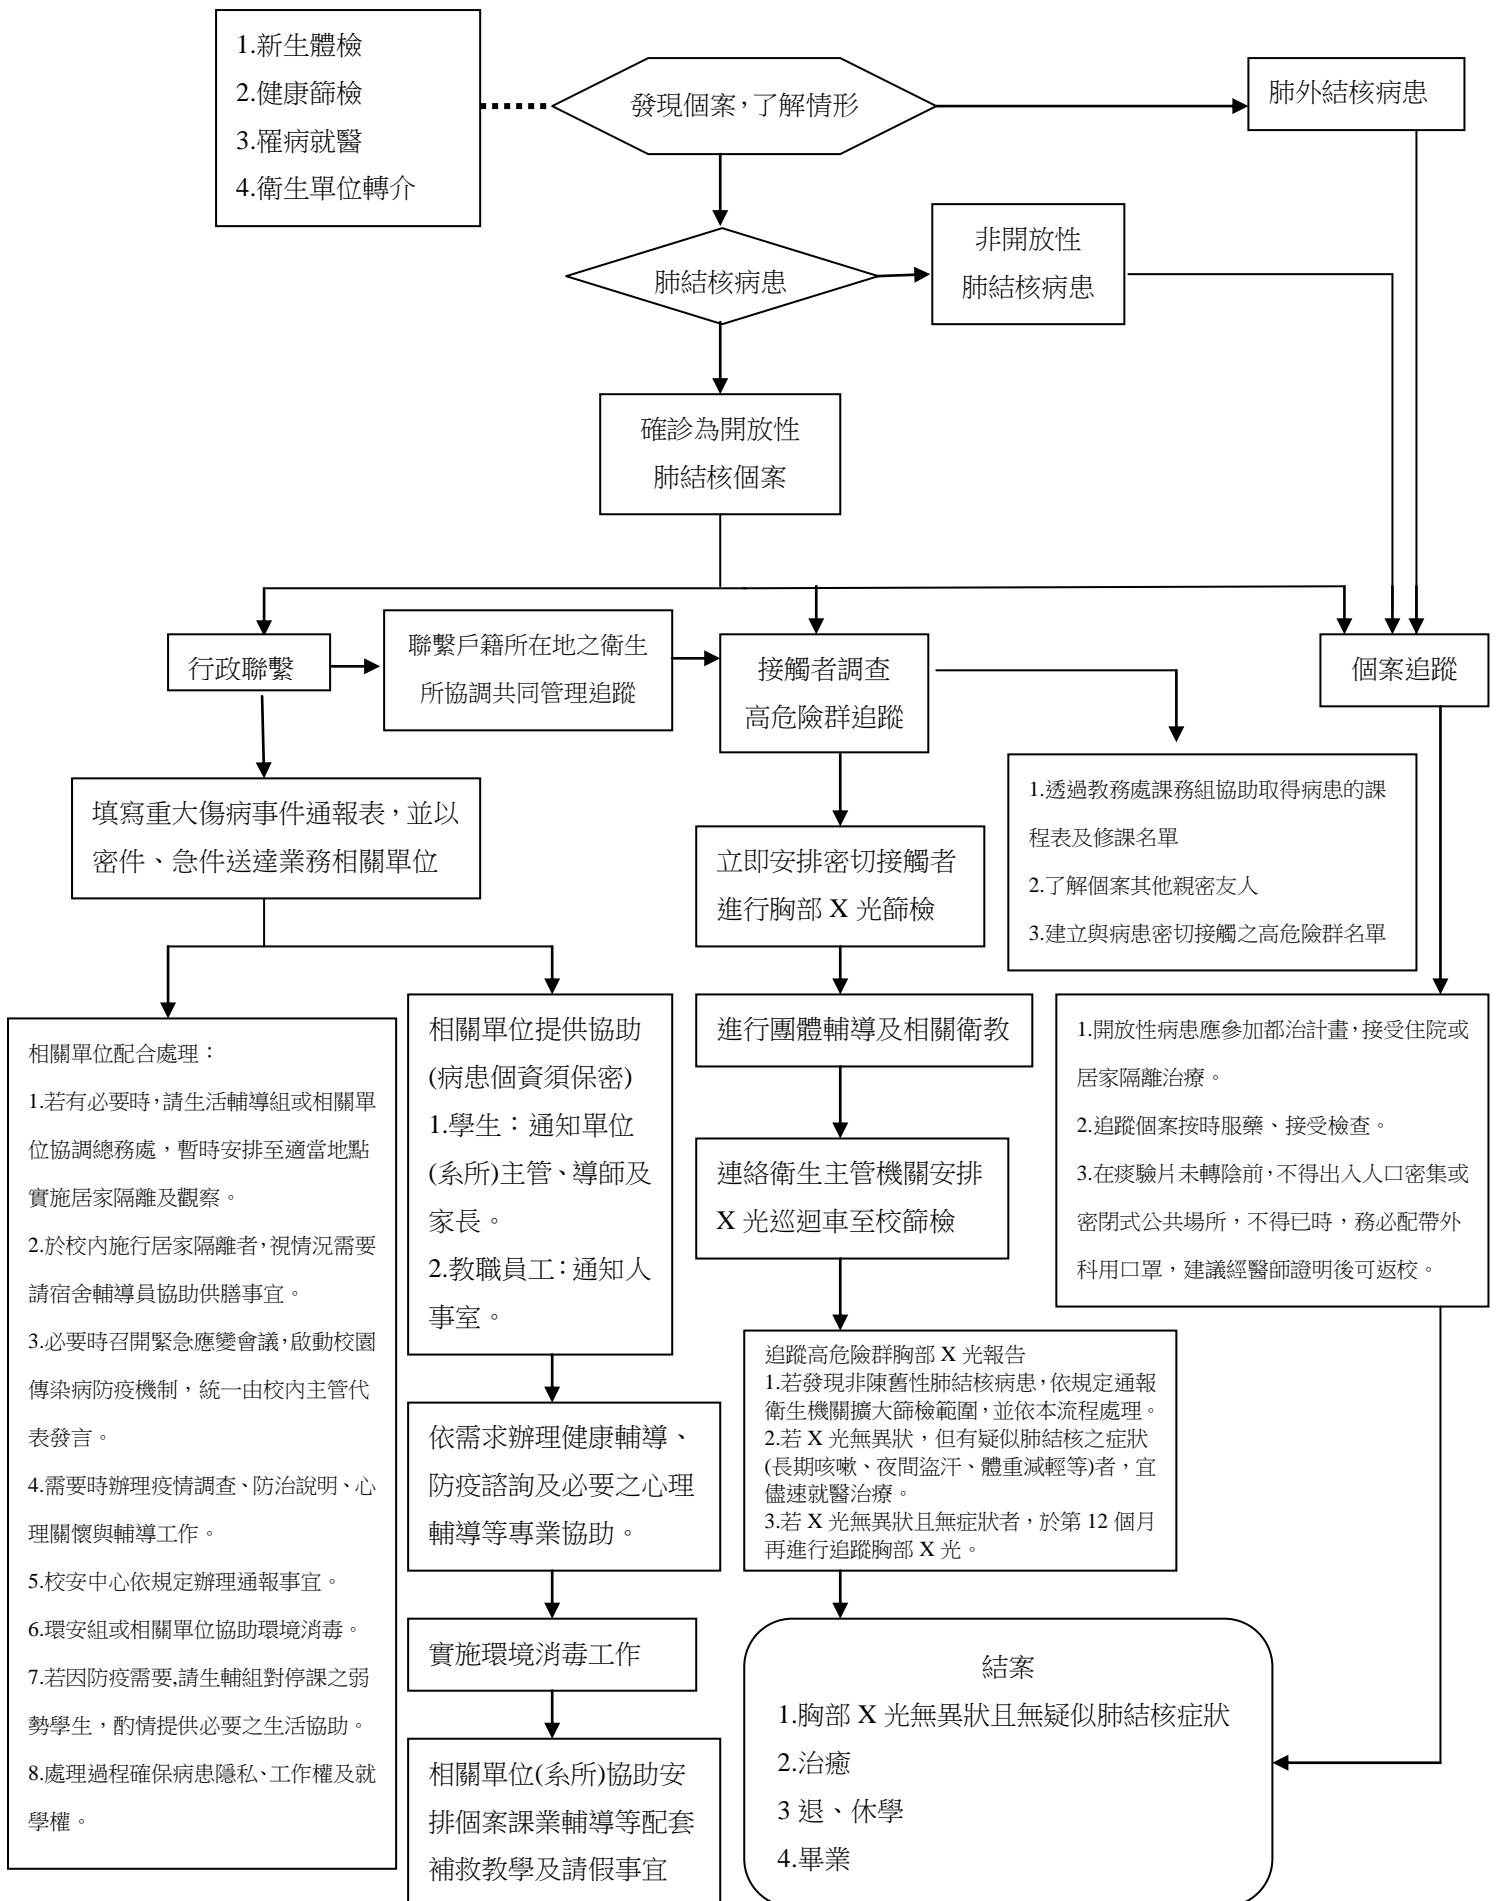 1.新生體檢
2.健康篩檢
3.罹病就醫
4.衛生單位轉介
發現個案，了解情形
肺外結核病患
肺結核病患
非開放性
肺結核病患
確診為開放性
肺結核個案
行政聯繫
聯繫戶籍所在地之衛生
所協調共同管理追蹤
接觸者調查
高危險群追蹤
個案追蹤
填寫重大傷病事件通報表，並以
密件、急件送達業務相關單位
立即安排密切接觸者
進行胸部 X 光篩檢
1.透過教務處課務組協助取得病患的課
程表及修課名單
2.了解個案其他親密友人
3.建立與病患密切接觸之高危險群名單
相關單位配合處理：
1.若有必要時，請生活輔導組或相關單
位協調總務處，暫時安排至適當地點
實施居家隔離及觀察。
2.於校內施行居家隔離者，視情況需要
請宿舍輔導員協助供膳事宜。
3.必要時召開緊急應變會議，啟動校園
傳染病防疫機制，統一由校內主管代
表發言。
4.需要時辦理疫情調查、防治說明、心
理關懷與輔導工作。
5.校安中心依規定辦理通報事宜。
6.環安組或相關單位協助環境消毒。
7.若因防疫需要,請生輔組對停課之弱
勢學生，酌情提供必要之生活協助。
8.處理過程確保病患隱私、工作權及就
學權。
相關單位提供協助
(病患個資須保密)
1.學生：通知單位
(系所)主管、導師及
家長。
2.教職員工：通知人
事室。
依需求辦理健康輔導、
防疫諮詢及必要之心理
輔導等專業協助。
實施環境消毒工作
相關單位(系所)協助安
排個案課業輔導等配套
補救教學及請假事宜
進行團體輔導及相關衛教
連絡衛生主管機關安排
X 光巡迴車至校篩檢
追蹤高危險群胸部 X 光報告
1.若發現非陳舊性肺結核病患，依規定通報
衛生機關擴大篩檢範圍，並依本流程處理。
2.若 X 光無異狀，但有疑似肺結核之症狀
(長期咳嗽、夜間盜汗、體重減輕等)者，宜
儘速就醫治療。
3.若 X 光無異狀且無症狀者，於第 12 個月
再進行追蹤胸部 X 光。
1.開放性病患應參加都治計畫，接受住院或
居家隔離治療。
2.追蹤個案按時服藥、接受檢查。
3.在痰驗片未轉陰前，不得出入人口密集或
密閉式公共場所，不得已時，務必配帶外
科用口罩，建議經醫師證明後可返校。
結案
1.胸部 X 光無異狀且無疑似肺結核症狀
2.治癒
3 退、休學
4.畢業